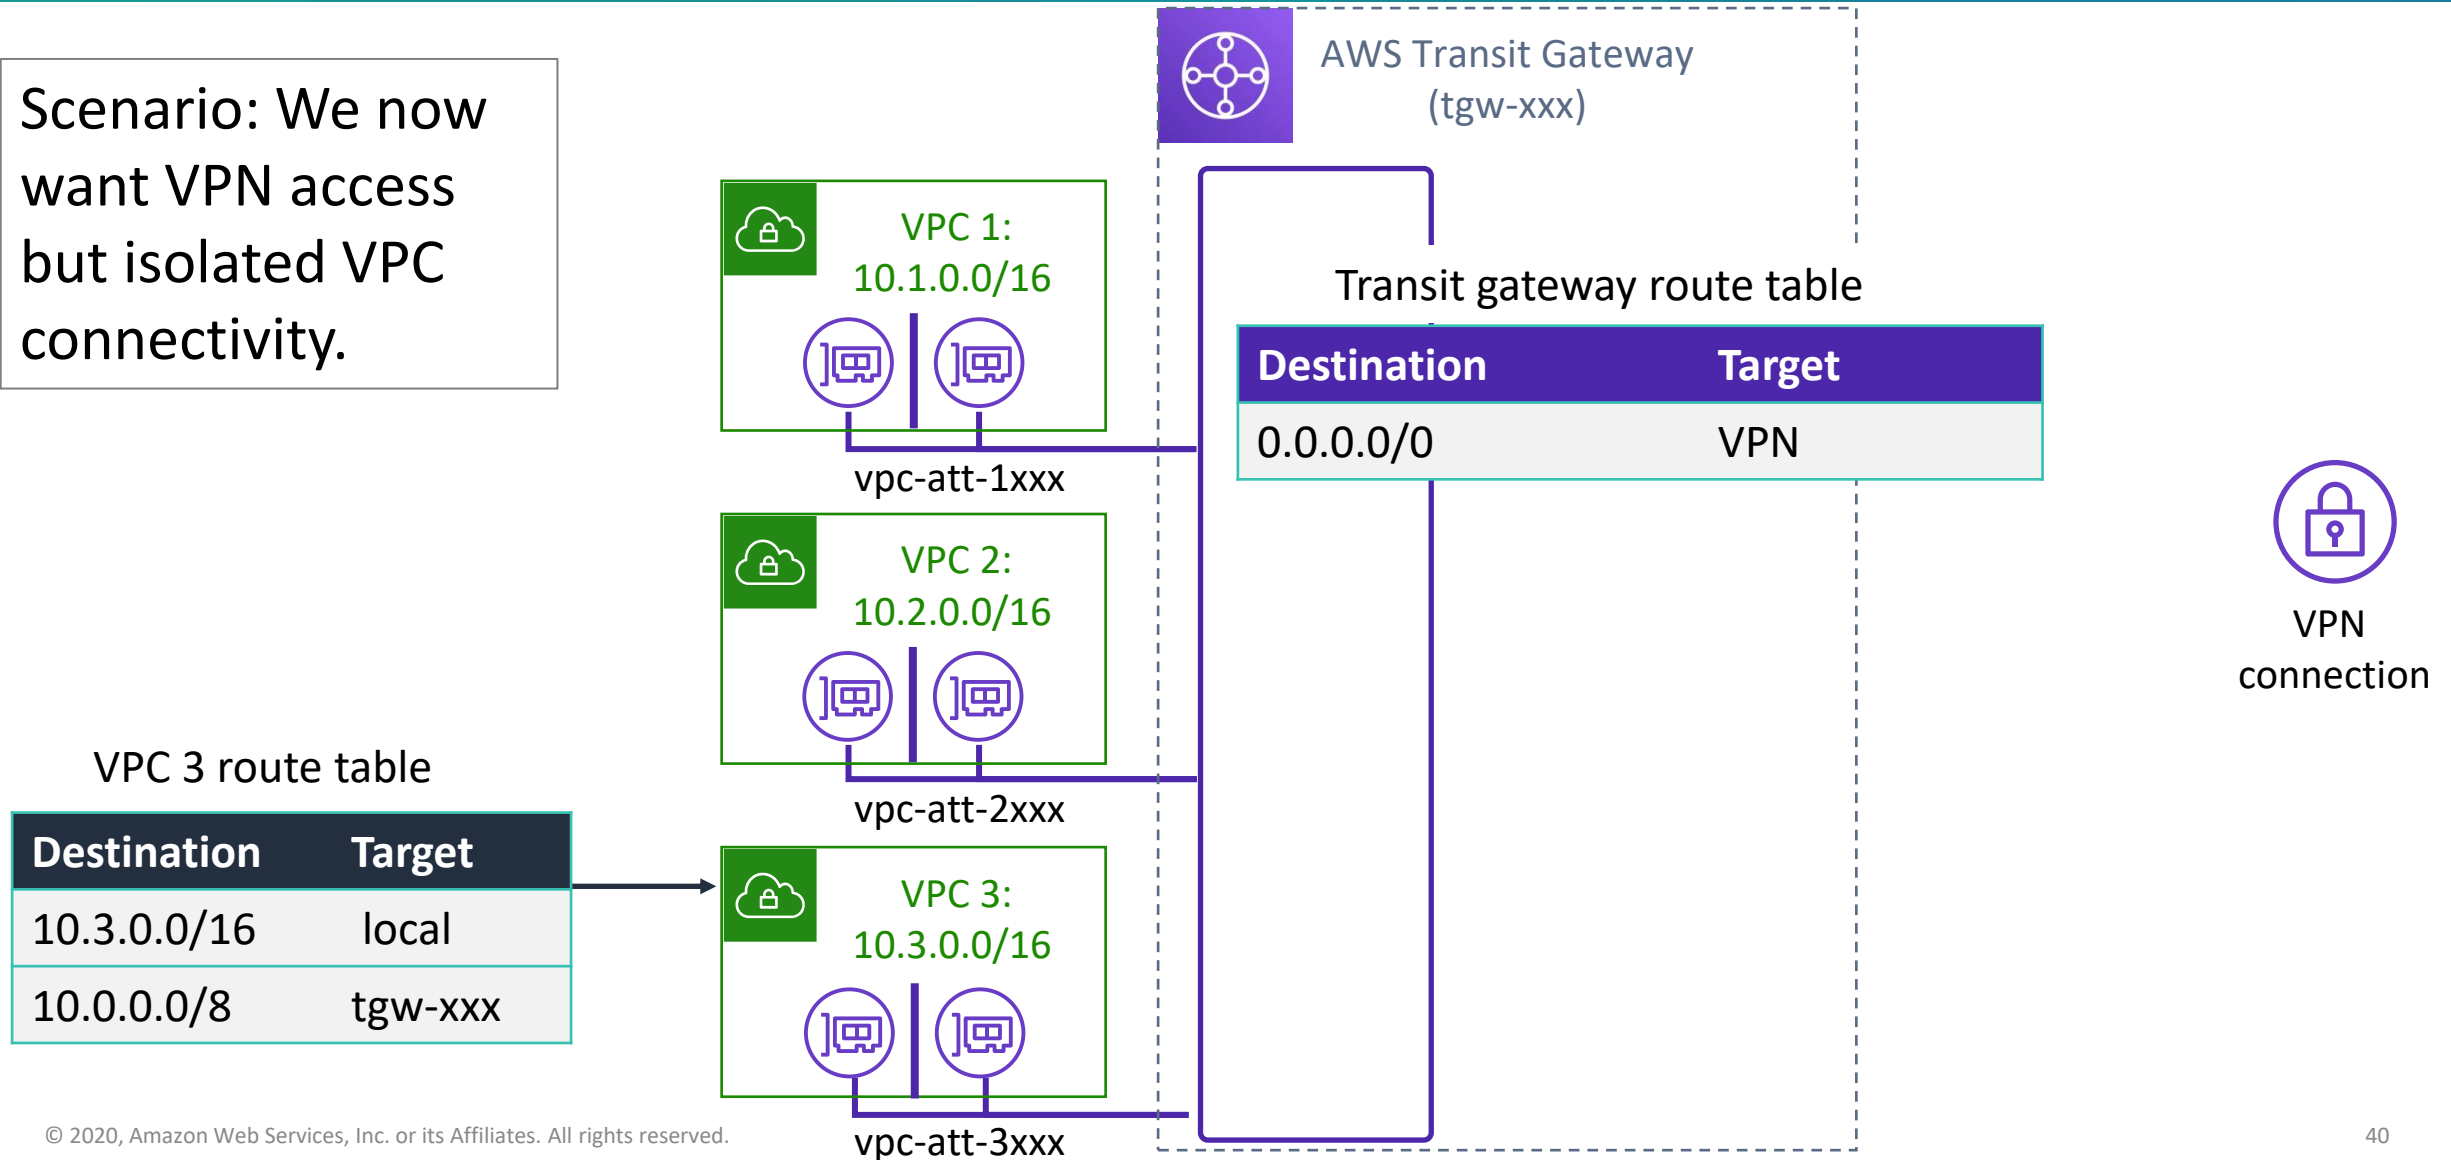 Scenario: We now
want VPN access
but isolated VPC
connectivity.
AWS Transit Gateway
(tgw-xxx)
VPC 1:
10.1.0.0/16
vpc-att-1xxx
Transit gateway route table
Destination Target
0.0.0.0/0 VPN
VPC 2:
10.2.0.0/16
vpc-att-2xxx
VPN
connection
VPC 3 route table
Destination Target
10.3.0.0/16 local
10.0.0.0/8 tgw-xxx
VPC 3:
10.3.0.0/16
vpc-att-3xxx
© 2020, Amazon Web Services, Inc. or its Affiliates. All rights reserved.
40